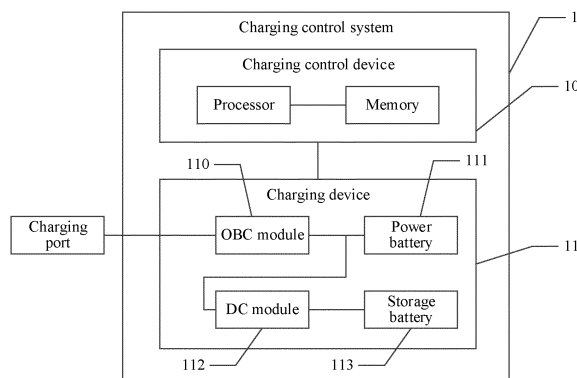 Charging control system
1
Charging control device
Processor
Memory
10
110
111
Charging device
Charging
port
OBC module
Power
battery
11
DC module
Storage
battery
112
113